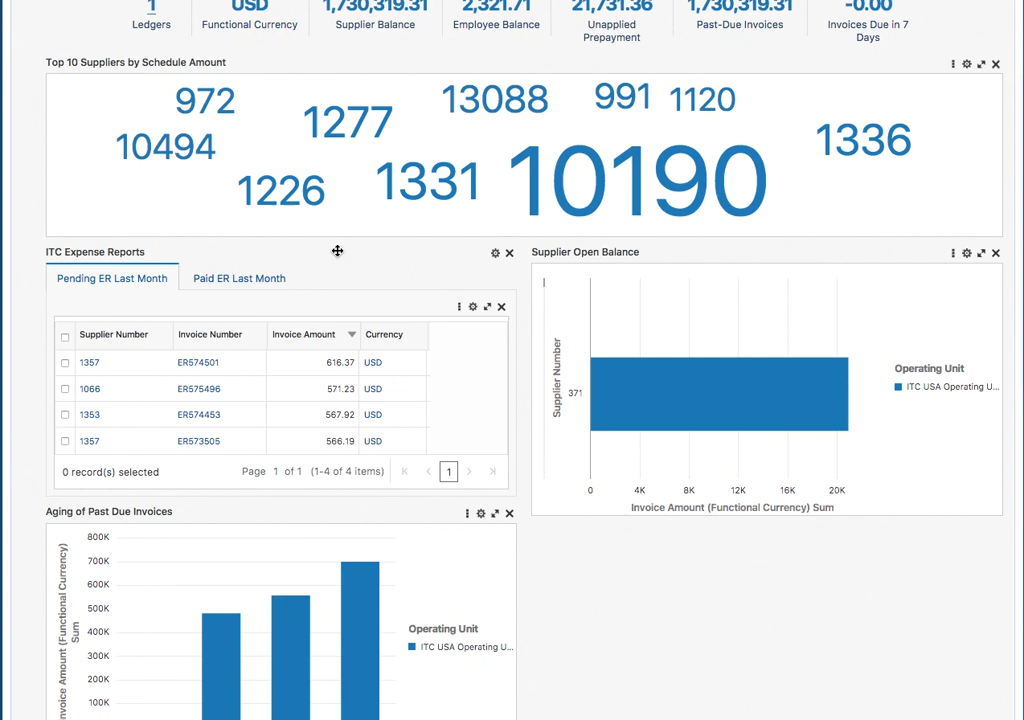 1 USD 1,730,319.31 2,321.71 21,731.36 1,730,319.31 -0.00
Ledgers Functional Currency Supplier Balance Employee Balance Unapplied Prepayment Past-Due Invoices Invoices Due in 7 Days
Top 10 Suppliers by Schedule Amount
972 1277 13088 991 1120 1336
10494 1226 1331 10190
ITC Expense Reports
Pending ER Last Month Paid ER Last Month
Supplier Number Invoice Number Invoice Amount Currency
1357 ER574501 616.37 USD
1066 ER575496 571.23 USD
1353 ER574453 567.92 USD
1357 ER573505 566.19 USD
0 record(s) selected Page 1 of 1 (1-4 of 4 items) 1
Supplier Open Balance
Supplier Number
371
0 4K 8K 12K 16K 20K
Invoice Amount (Functional Currency) Sum
Operating Unit
ITC USA Operating U...
Aging of Past Due Invoices
nvoice Amount (Functional Currency)
Sum
800K
700K
600K
500K
400K
300K
200K
100K
Operating Unit
ITC USA Operating U...